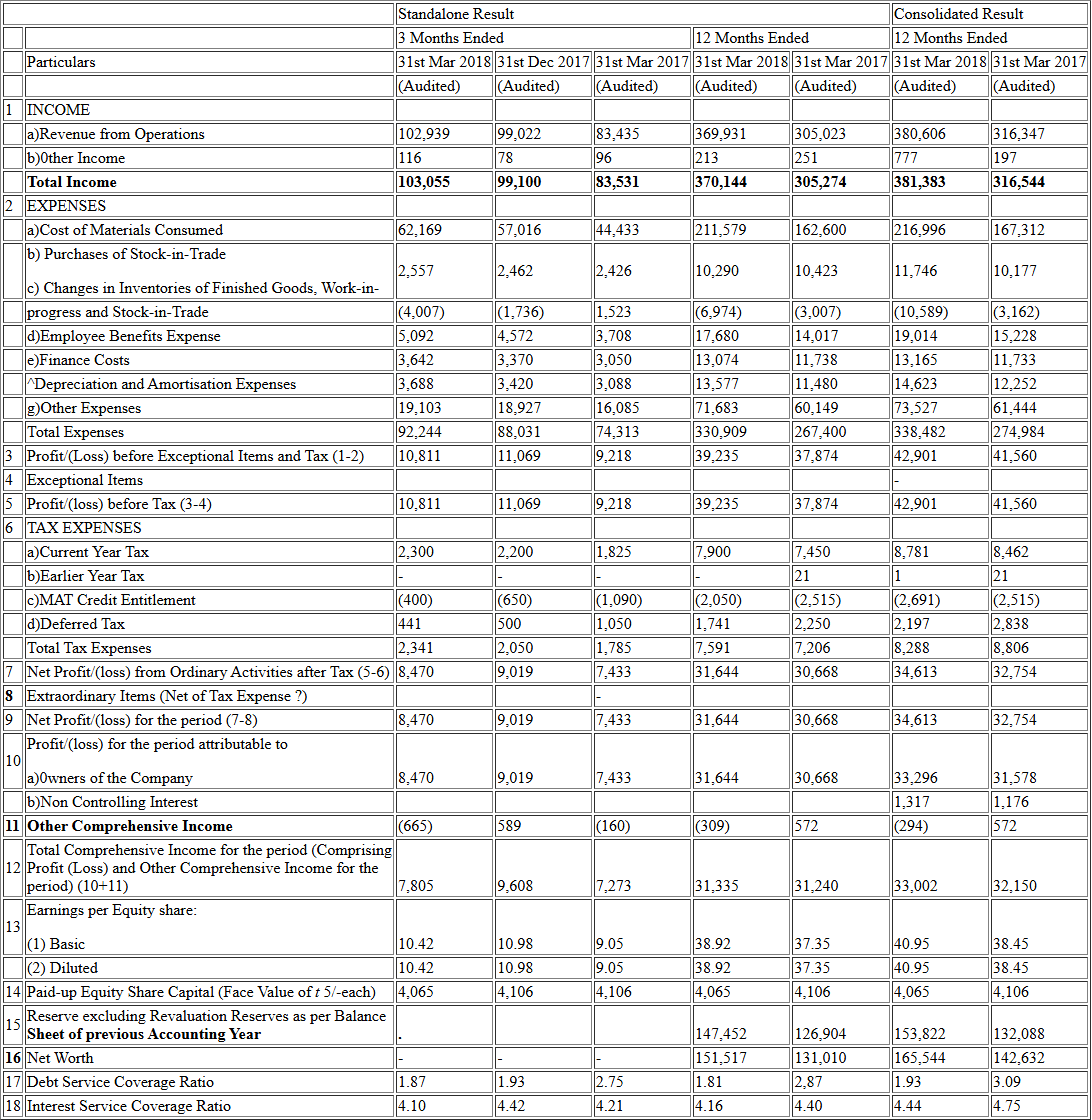 Standalone Result Consolidated Result
3 Months Ended 12 Months Ended 12 Months Ended
Particulars 31st Mar 2018 31st Dec 2017 31st Mar 2017 31st Mar 2018 31st Mar 2017 31st Mar 2018 31st Mar 2017
(Audited) (Audited) (Audited) (Audited) (Audited) (Audited) (Audited)
1 INCOME
a)Revenue from Operations 102,939 99,022 83,435 369,931 305,023 380,606 316,347
b)0ther Income 116 78 96 213 251 777 197
Total Income 103,055 99,100 83,531 370,144 305,274 381,383 316,544
2 EXPENSES
a)Cost of Materials Consumed 62,169 57,016 44,433 211,579 162,600 216,996 167,312
b) Purchases of Stock-in-Trade
2,557 2,462 2,426 10,290 10,423 11,746 10,177
c) Changes in Inventories of Finished Goods, Work-in-
progress and Stock-in-Trade (4,007) (1,736) 1,523 (6,974) (3,007) (10,589) (3,162)
d)Employee Benefits Expense 5,092 4,572 3,708 17,680 14,017 19,014 15,228
e)Finance Costs 3,642 3,370 3,050 13,074 11,738 13,165 11,733
^Depreciation and Amortisation Expenses 3,688 3,420 3,088 13,577 11,480 14,623 12,252
g)Other Expenses 19,103 18,927 16,085 71,683 60,149 73,527 61,444
Total Expenses 92,244 88,031 74,313 330,909 267,400 338,482 274,984
3 Profit/(Loss) before Exceptional Items and Tax (1-2) 10,811 11,069 9,218 39,235 37,874 42,901 41,560
4 Exceptional Items -
5 Profit/(loss) before Tax (3-4) 10,811 11,069 9,218 39,235 37,874 42,901 41,560
6 TAX EXPENSES
a)Current Year Tax 2,300 2,200 1,825 7,900 7,450 8,781 8,462
b)Earlier Year Tax - - - - 21 1 21
c)MAT Credit Entitlement (400) (650) (1,090) (2,050) (2,515) (2,691) (2,515)
d)Deferred Tax 441 500 1,050 1,741 2,250 2,197 2,838
Total Tax Expenses 2,341 2,050 1,785 7,591 7,206 8,288 8,806
7 Net Profit/(loss) from Ordinary Activities after Tax (5-6) 8,470 9,019 7,433 31,644 30,668 34,613 32,754
8 Extraordinary Items (Net of Tax Expense ?) -
9 Net Profit/(loss) for the period (7-8) 8,470 9,019 7,433 31,644 30,668 34,613 32,754
Profit/(loss) for the period attributable to
10
a)0wners of the Company 8,470 9,019 7,433 31,644 30,668 33,296 31,578
b)Non Controlling Interest 1,317 1,176
11 Other Comprehensive Income (665) 589 (160) (309) 572 (294) 572
Total Comprehensive Income for the period (Comprising
12 Profit (Loss) and Other Comprehensive Income for the
period) (10+11) 7,805 9,608 7,273 31,335 31,240 33,002 32,150
Earnings per Equity share:
13
(1) Basic 10.42 10.98 9.05 38.92 37.35 40.95 38.45
(2) Diluted 10.42 10.98 9.05 38.92 37.35 40.95 38.45
14 Paid-up Equity Share Capital (Face Value of t 5/-each) 4,065 4,106 4,106 4,065 4,106 4,065 4,106
15 Reserve excluding Revaluation Reserves as per Balance
Sheet of previous Accounting Year . 147,452 126,904 153,822 132,088
16 Net Worth - - - 151,517 131,010 165,544 142,632
17 Debt Service Coverage Ratio 1.87 1.93 2.75 1.81 2,87 1.93 3.09
18 Interest Service Coverage Ratio 4.10 4.42 4.21 4.16 4.40 4.44 4.75